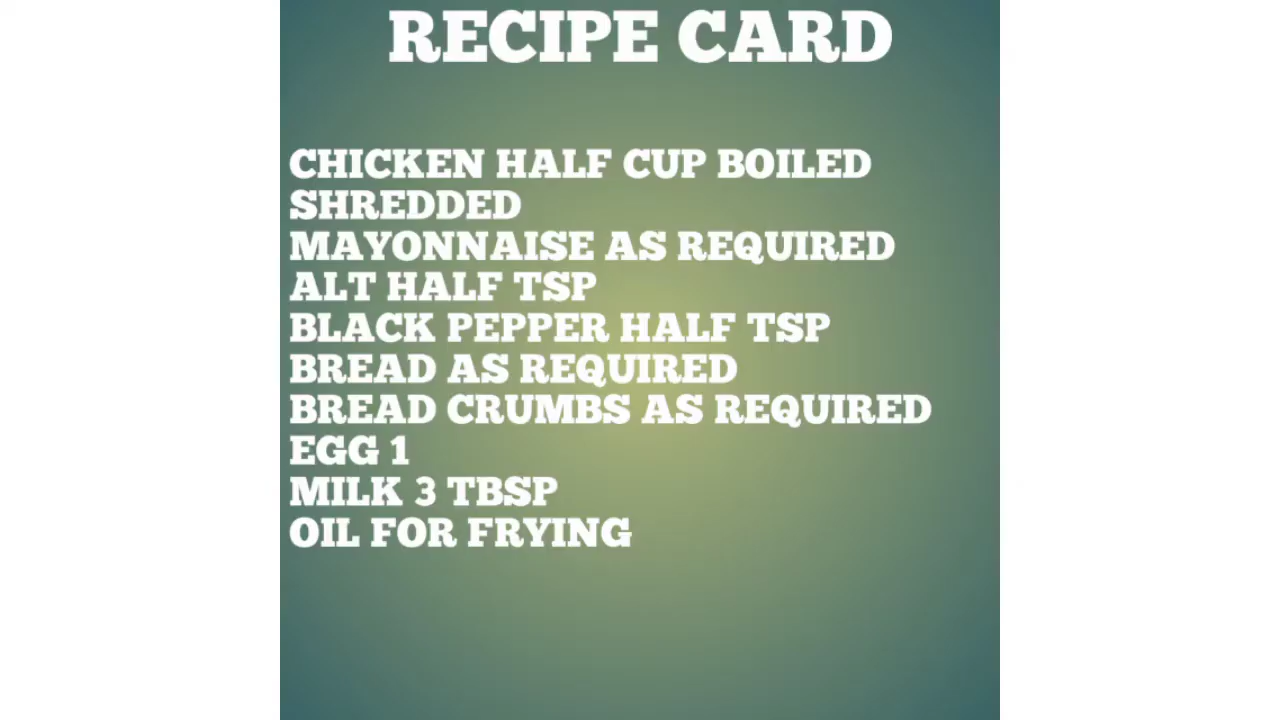 RECIPE CARD
CHICKEN HALF CUP BOILED
SHREDDED
MAYONNAISE AS REQUIRED
ALT HALF TSP
BLACK PEPPER HALF TSP
BREAD AS REQUIRED
BREAD CRUMBS AS REQUIRED
EGG 1
MILK 3 TBSP
OIL FOR FRYING